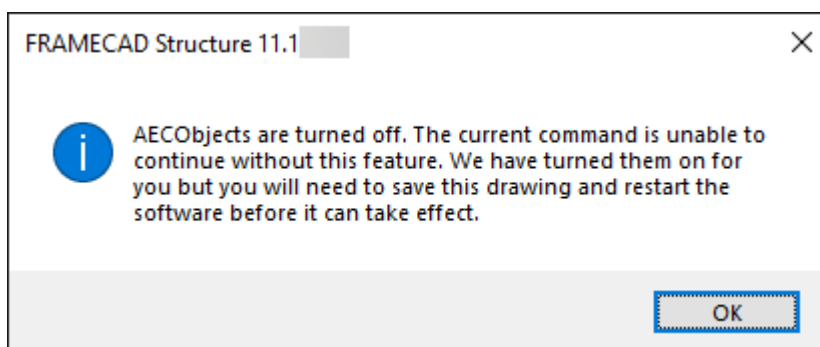 FRAMECAD Structure 11.1
AECObjects are turned off. The current command is unable to
continue without this feature. We have turned them on for
you but you will need to save this drawing and restart the
software before it can take effect.
OK